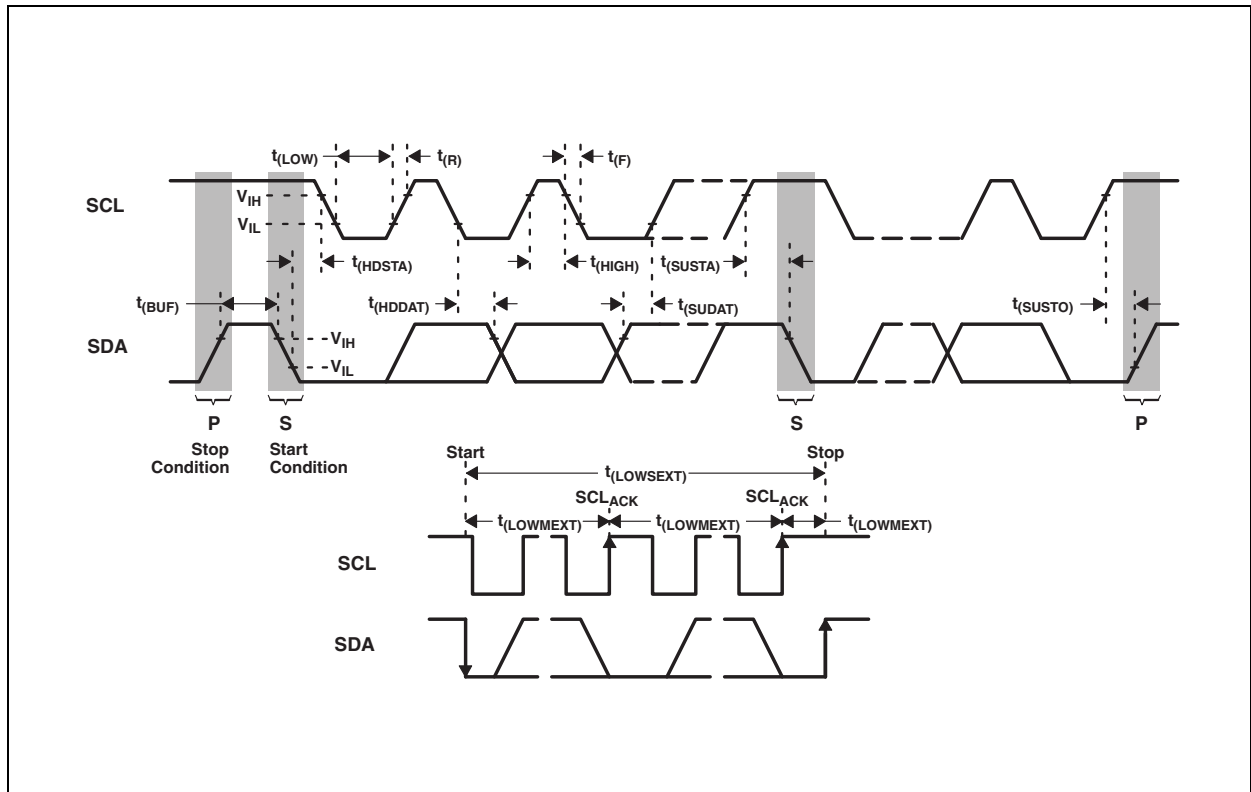 t(LOW) t(R) t(F)
SCL VIH
VIL
t(HDSTA) t(HIGH) t(SUSTA)
t(BUF) t(HDDAT) t(SUDAT) t(SUSTO)
SDA VIH
VIL
P S S P
Stop Condition
Start Condition
Start Stop
t(LOWSEXT)
SCLACK SCLACK
t(LOWMEXT) t(LOWMEXT) t(LOWMEXT)
SCL
SDA